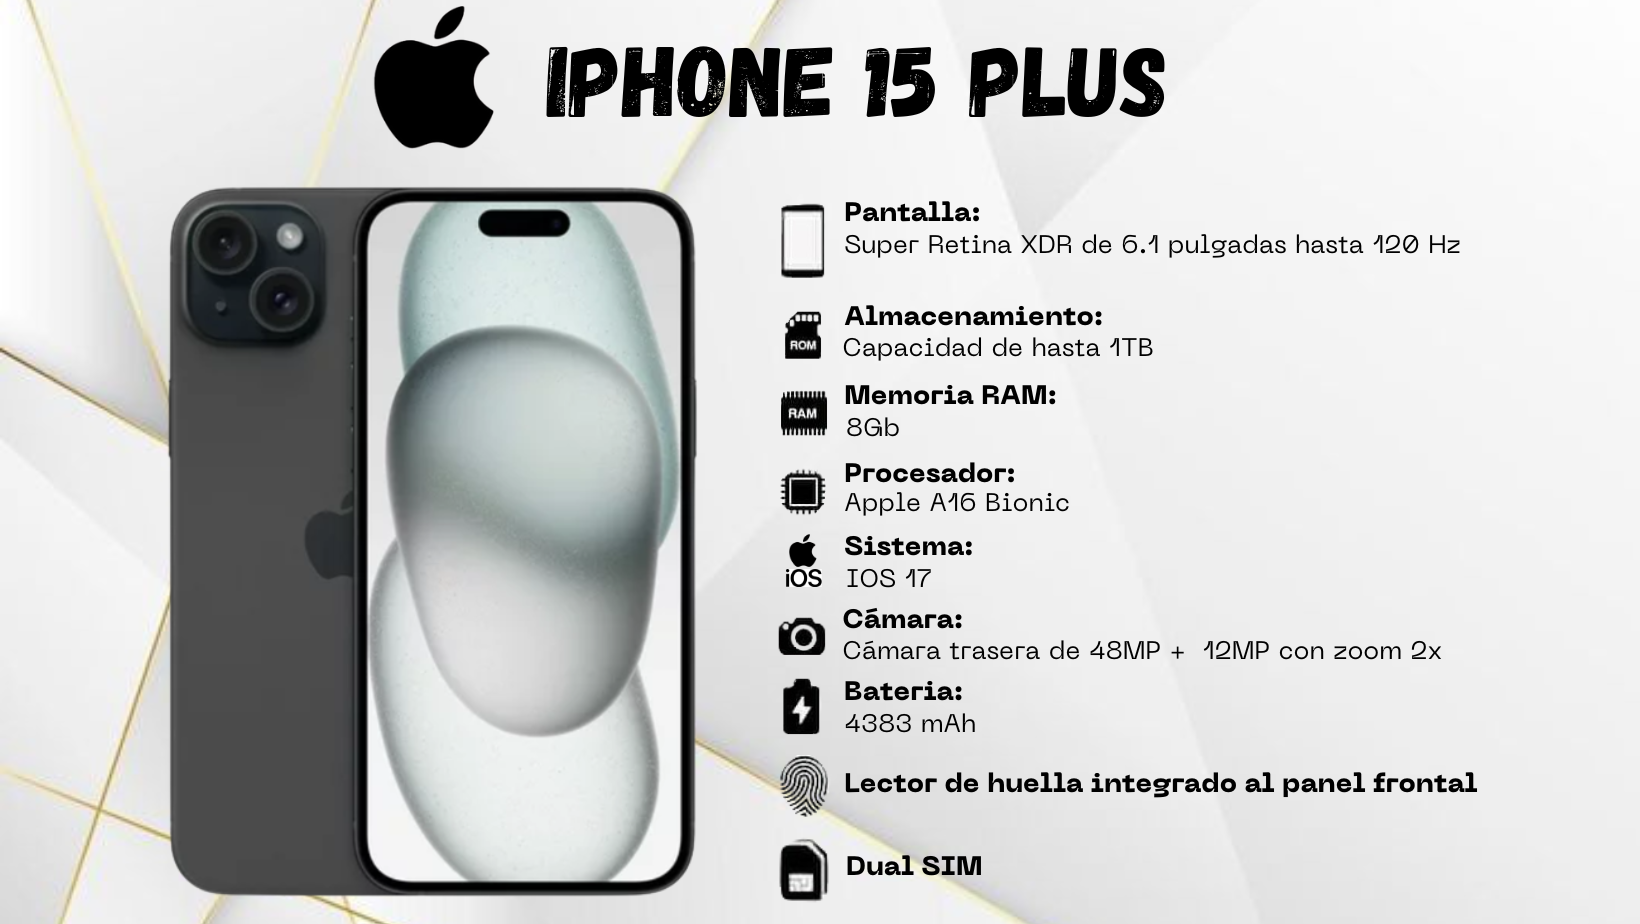 IPHONE 15 PLUS
Pantalla:
Super Retina XDR de 6.1 pulgadas hasta 120 Hz
ROM
Almacenamiento:
Capacidad de hasta 1TB
RAM
Memoria RAM:
8Gb
Procesador:
Apple A16 Bionic
iOS
Sistema:
IOS 17
Cámara:
Cámara trasera de 48MP +  12MP con zoom 2x
Bateria:
4383 mAh
Lector de huella integrado al panel frontal
Dual SIM